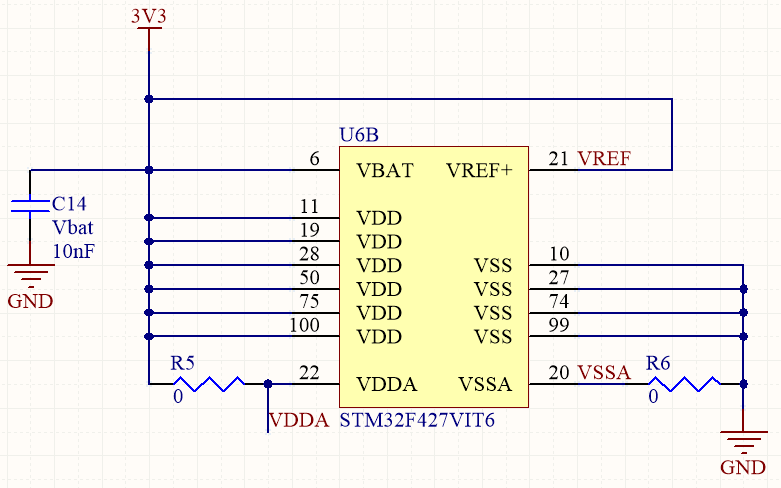 3V3
U6B
6 VBAT VREF+ 21 VREF
C14
Vbat
10nF
GND
11 VDD
19 VDD
28 VDD VSS 10
50 VDD VSS 27
75 VDD VSS 74
100 VDD VSS 99
R5
0
22 VDDA VSSA 20 VSSA
R6
0
VDDA
STM32F427VIT6
GND